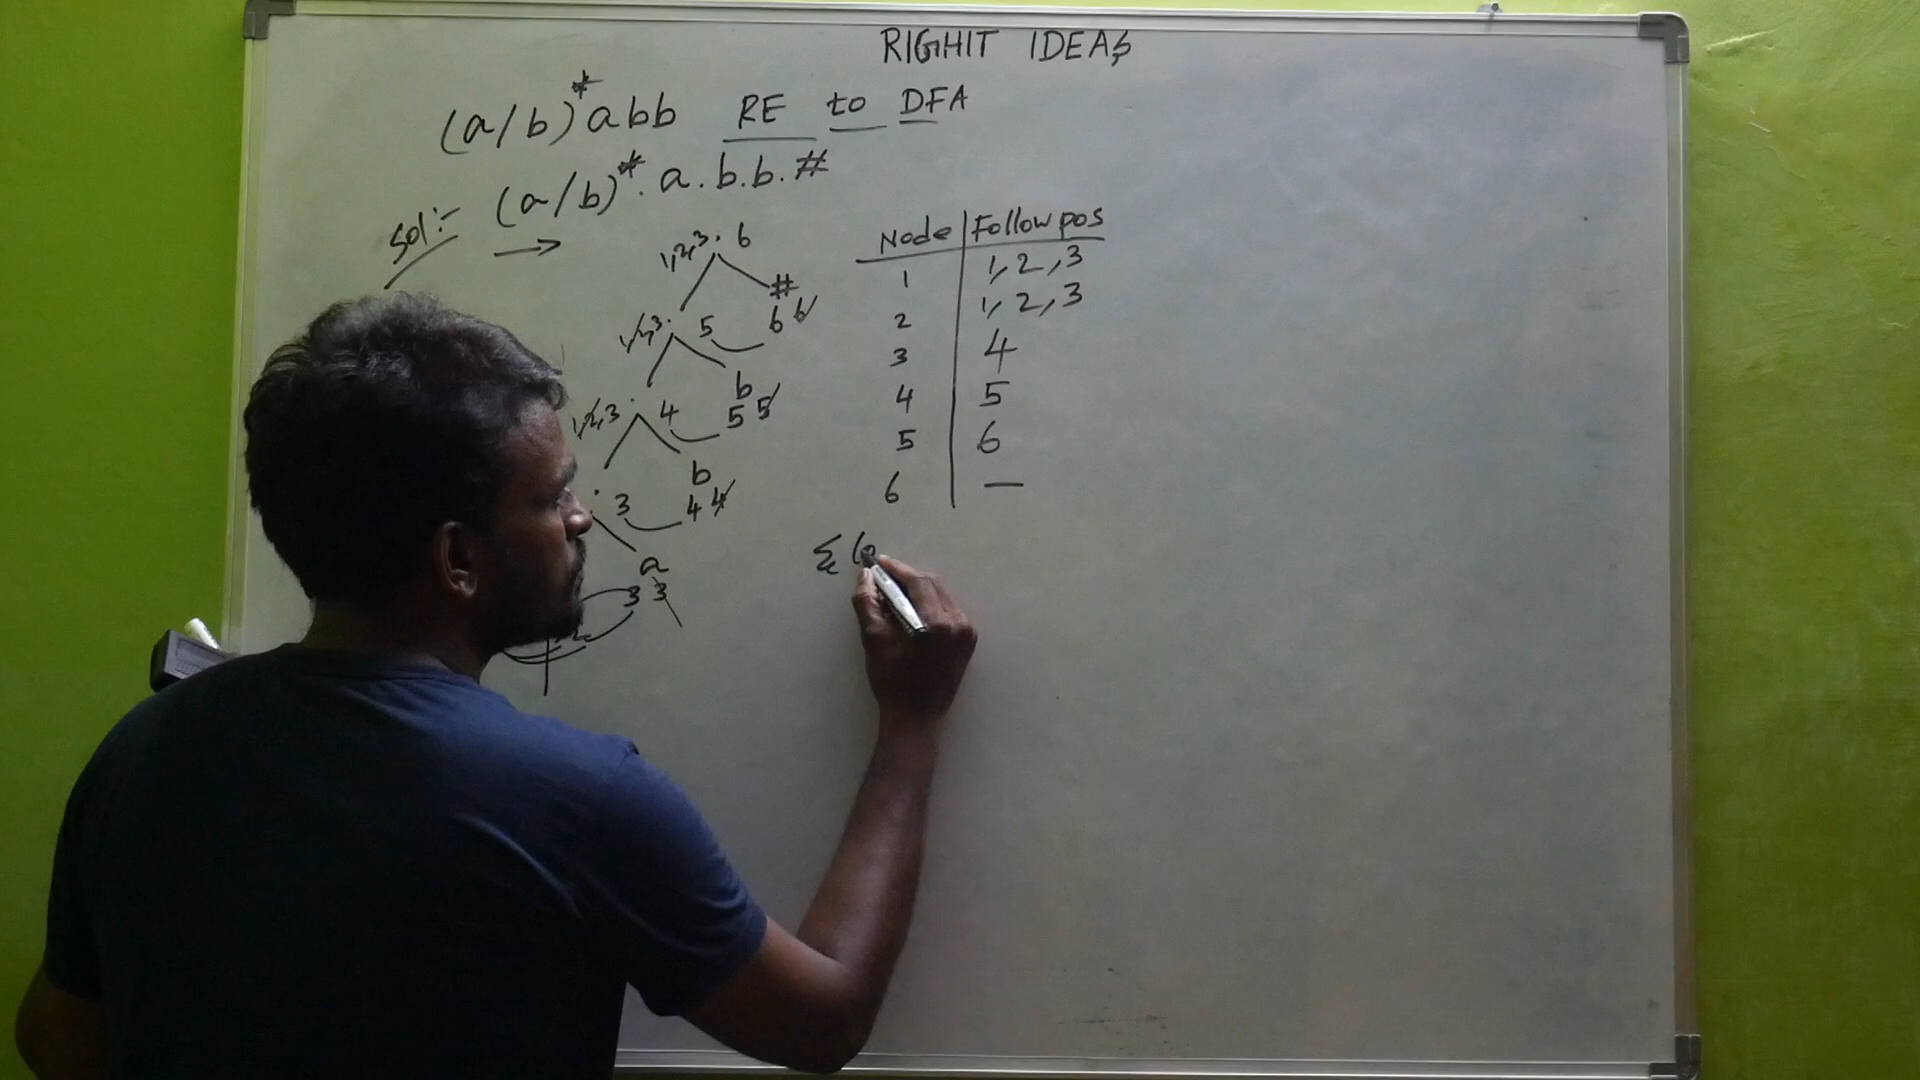 RIGHIT IDEAS
(a/b)*abb RE to DFA
Sol:- (a/b)*.a.b.b.#
→
1,2,3 . 6
#
1,2,3 . 5 6 6
b
1,2,3 . 4 5 5
b
. 3 4 4
a
3 3
Node Followpos
1 1,2,3
2 1,2,3
3 4
4 5
5 6
6 —
Σ (a